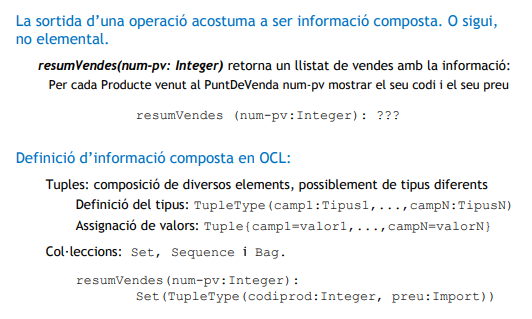 La sortida d'una operació acostuma a ser informació composta. O sigui,
no elemental.
resumVendes(num-pv: Integer) retorna un llistat de vendes amb la informació:
Per cada Producte venut al PuntDeVenda num-pv mostrar el seu codi i el seu preu
resumVendes (num-pv:Integer): ???
Definició d'informació composta en OCL:
Tuples: composició de diversos elements, possiblement de tipus diferents
Definició del tipus: TupleType(camp1:Tipus1,...,campN:TipusN)
Assignació de valors: Tuple{camp1=valor1,...,campN=valorN}
Col·leccions: Set, Sequence i Bag.
resumVendes(num-pv:Integer):
Set(TupleType(codiprod:Integer, preu:Import))